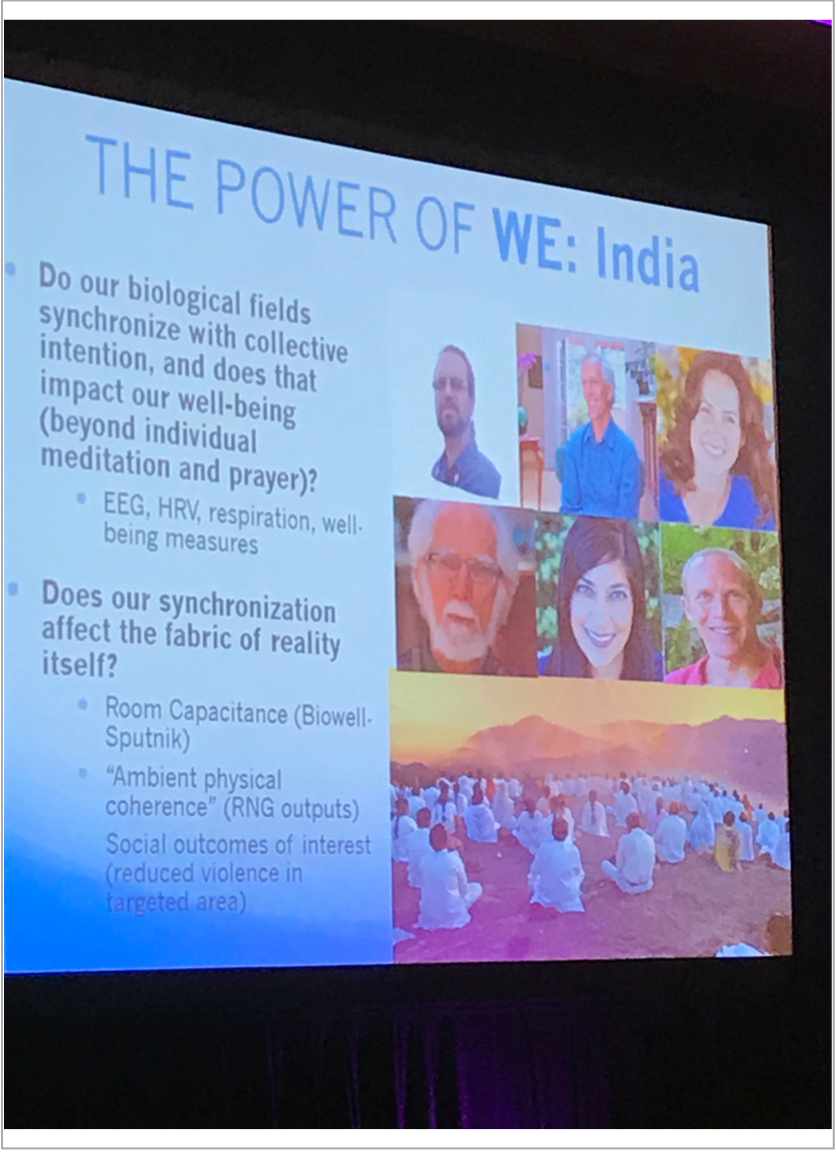 THE POWER OF WE: India
• Do our biological fields
synchronize with collective
intention, and does that
impact our well-being
(beyond individual
meditation and prayer)?
• EEG, HRV, respiration, well-
being measures
• Does our synchronization
affect the fabric of reality
itself?
• Room Capacitance (Biowell-
Sputnik)
• “Ambient physical
coherence” (RNG outputs)
Social outcomes of interest
(reduced violence in
targeted area)